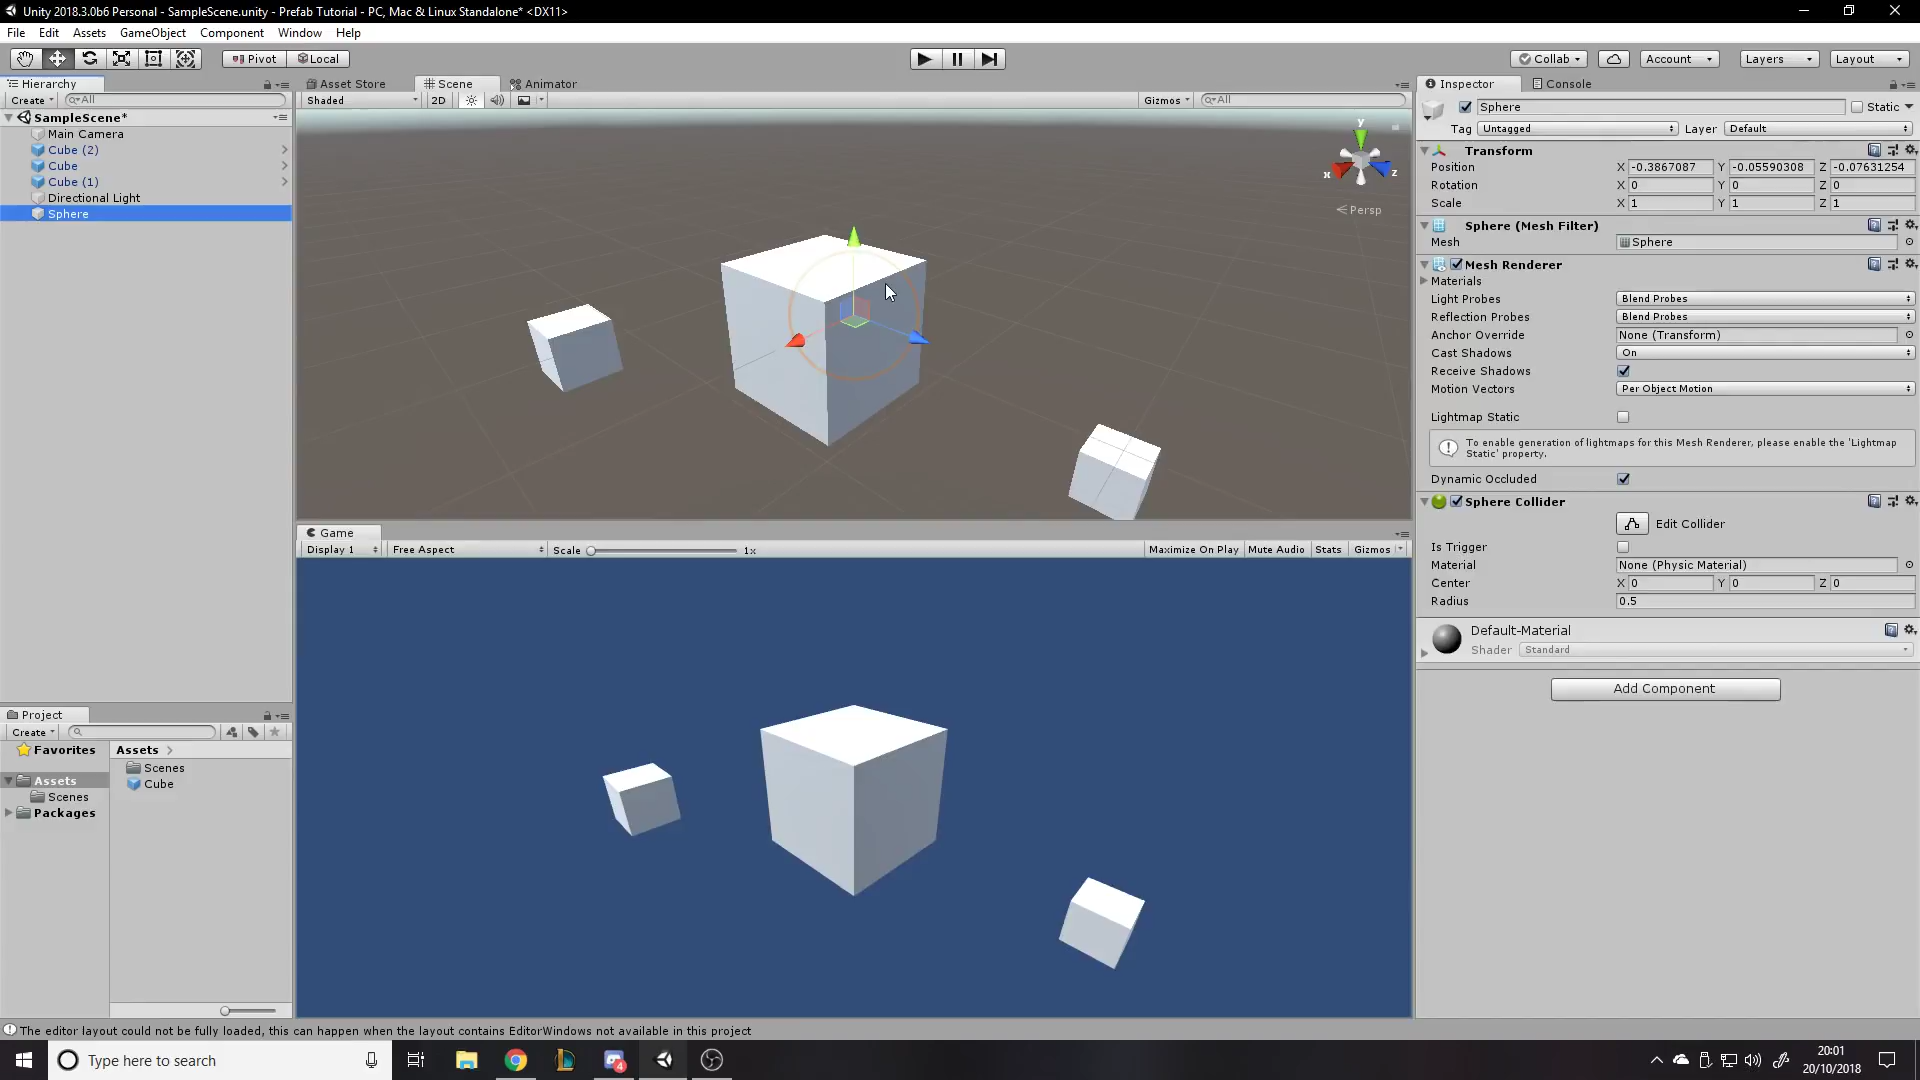 Unity 2018.3.0b6 Personal - SampleScene.unity - Prefab Tutorial - PC, Mac & Linux Standalone* <DX11>
File Edit Assets GameObject Component Window Help
Pivot Local Collab Account Layers Layout
Hierarchy
Create All
SampleScene*
Main Camera
Cube (2)
Cube
Cube (1)
Directional Light
Sphere
Asset Store Scene Animator
Shaded 2D Gizmos All
y
x z
Persp
Game
Display 1 Free Aspect Scale 1x Maximize On Play Mute Audio Stats Gizmos
Inspector Console
Sphere Static
Tag Untagged Layer Default
Transform
Position X -0.3867087 Y -0.05590308 Z -0.07631254
Rotation X 0 Y 0 Z 0
Scale X 1 Y 1 Z 1
Sphere (Mesh Filter)
Mesh Sphere
Mesh Renderer
Materials
Light Probes Blend Probes
Reflection Probes Blend Probes
Anchor Override None (Transform)
Cast Shadows On
Receive Shadows
Motion Vectors Per Object Motion
Lightmap Static
To enable generation of lightmaps for this Mesh Renderer, please enable the 'Lightmap
Static' property.
Dynamic Occluded
Sphere Collider
Edit Collider
Is Trigger
Material None (Physic Material)
Center X 0 Y 0 Z 0
Radius 0.5
Default-Material
Shader Standard
Add Component
Project
Create
Favorites
Assets
Scenes
Packages
Assets
Scenes
Cube
The editor layout could not be fully loaded, this can happen when the layout contains EditorWindows not available in this project
Type here to search
4
20:01
20/10/2018